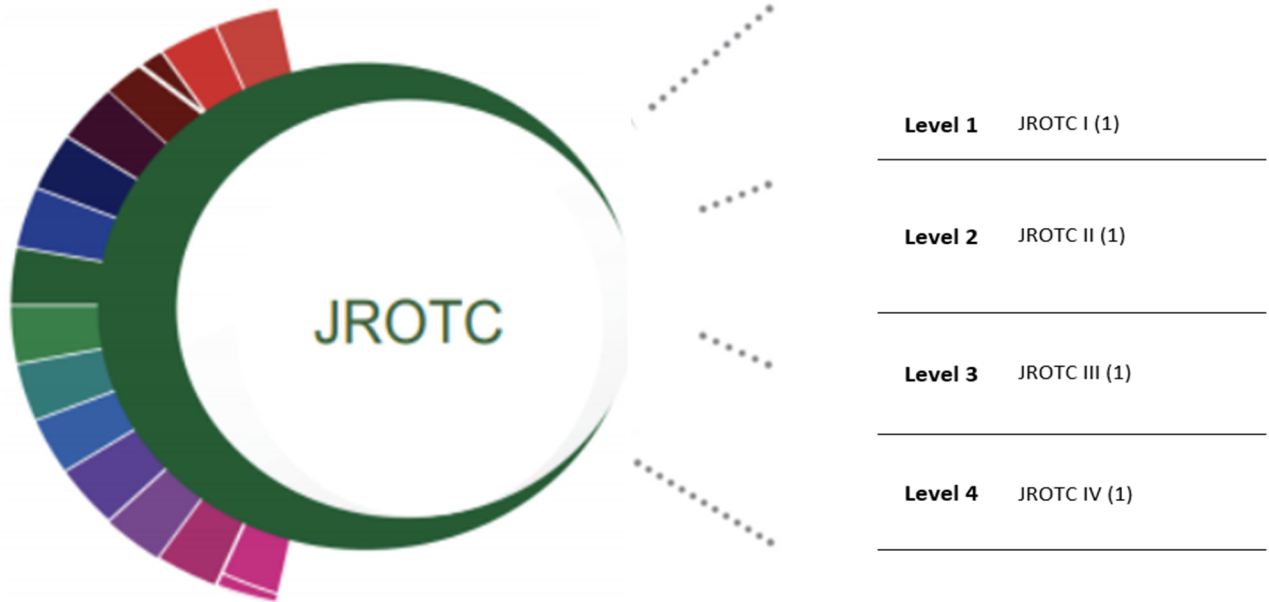 JROTC
Level 1 JROTC I (1)
Level 2 JROTC II (1)
Level 3 JROTC III (1)
Level 4 JROTC IV (1)